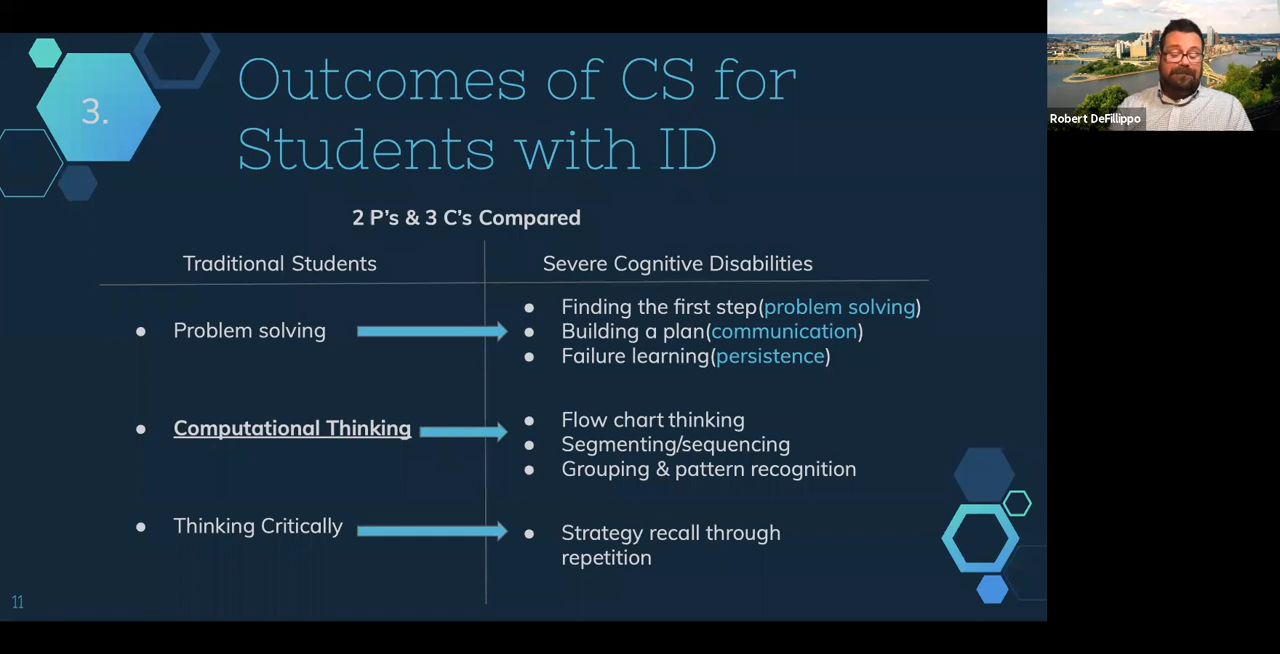 3.
Outcomes of CS for
Students with ID
2 P's & 3 C's Compared
Traditional Students
Severe Cognitive Disabilities
● Problem solving
● Finding the first step(problem solving)
● Building a plan(communication)
● Failure learning(persistence)
● Computational Thinking
● Flow chart thinking
● Segmenting/sequencing
● Grouping & pattern recognition
● Thinking Critically
● Strategy recall through
repetition
11
Robert DeFillippo